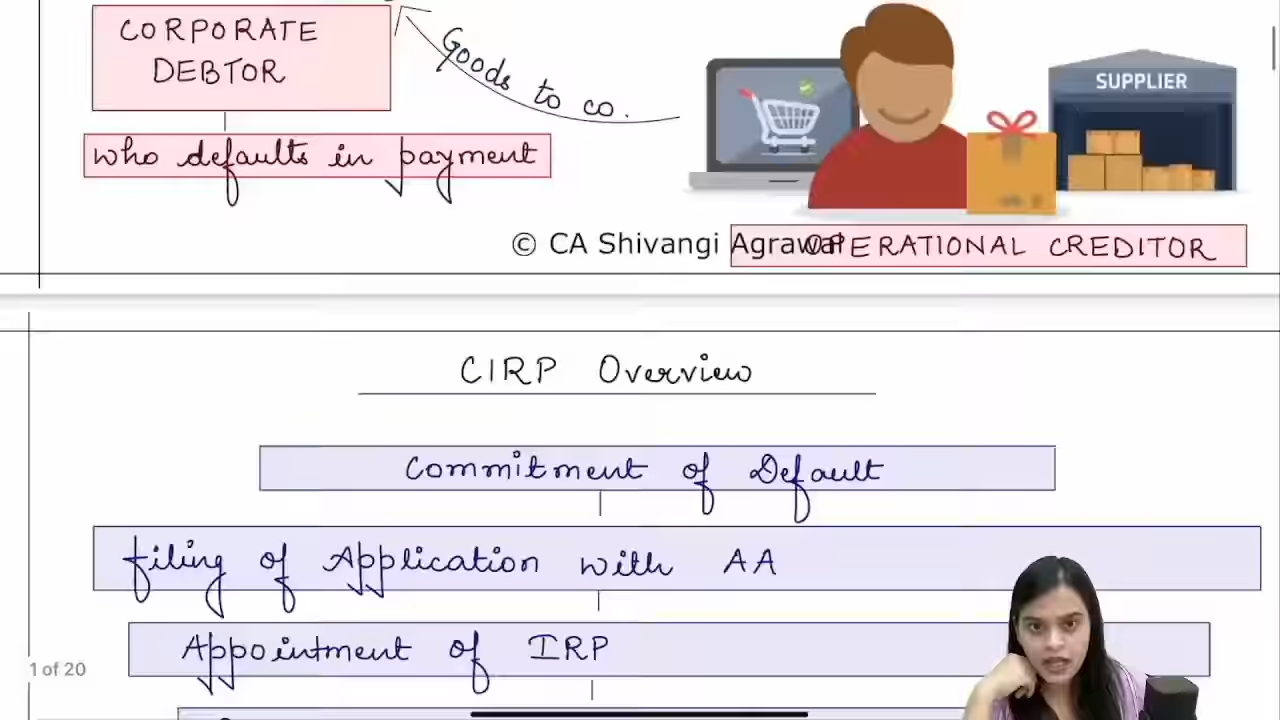 CORPORATE
DEBTOR
Goods to co.
SUPPLIER
who defaults in payment
© CA Shivangi Agrawal
OPERATIONAL CREDITOR
CIRP Overview
Commitment of Default
filing of Application with AA
Appointment of IRP
1 of 20